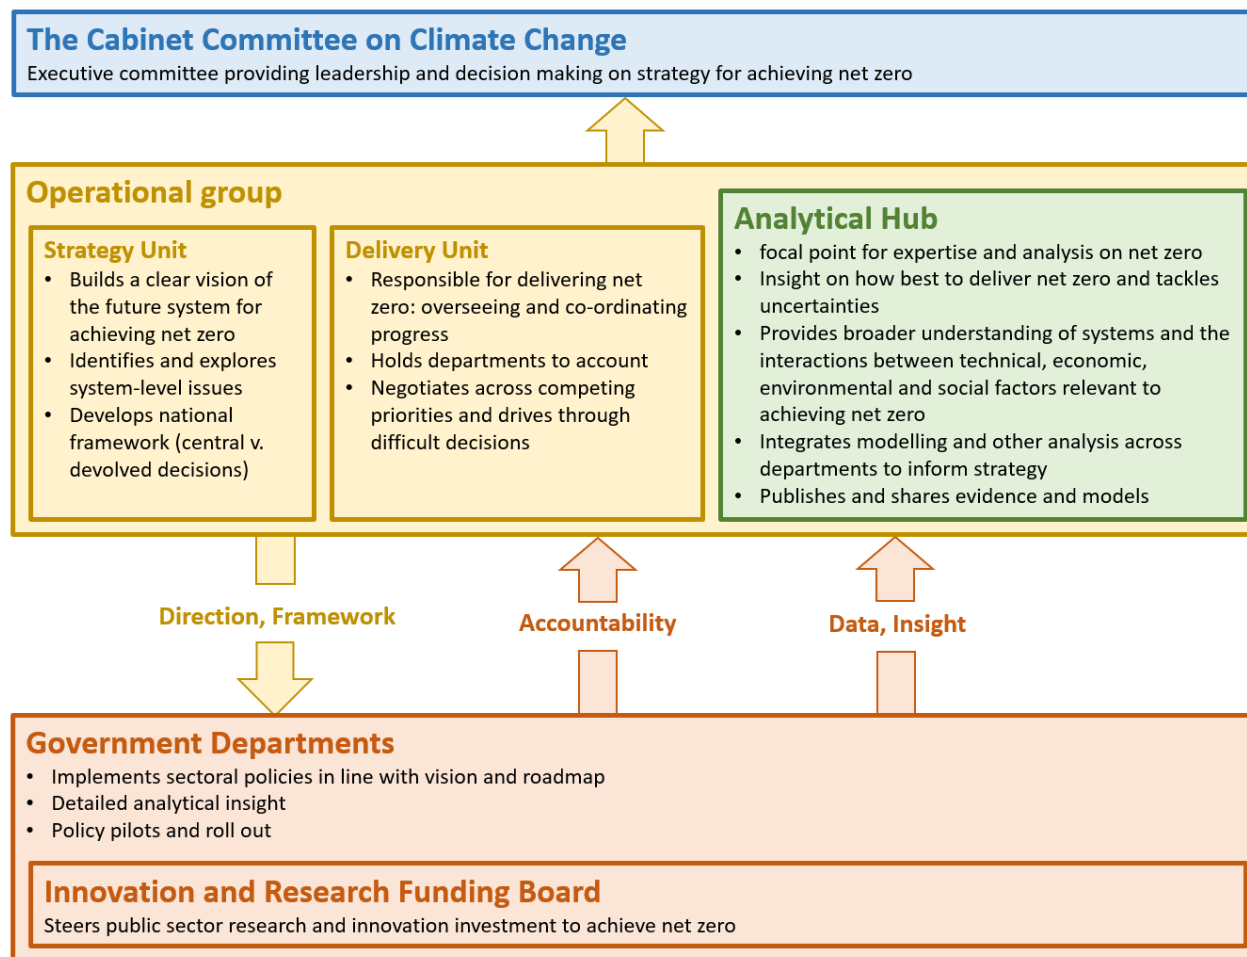 The Cabinet Committee on Climate Change
Executive committee providing leadership and decision making on strategy for achieving net zero
Operational group
Strategy Unit
• Builds a clear vision of
the future system for
achieving net zero
• Identifies and explores
system-level issues
• Develops national
framework (central v.
devolved decisions)
Delivery Unit
• Responsible for delivering net
zero: overseeing and co-ordinating
progress
• Holds departments to account
• Negotiates across competing
priorities and drives through
difficult decisions
Analytical Hub
• focal point for expertise and analysis on net zero
• Insight on how best to deliver net zero and tackles
uncertainties
• Provides broader understanding of systems and the
interactions between technical, economic,
environmental and social factors relevant to
achieving net zero
• Integrates modelling and other analysis across
departments to inform strategy
• Publishes and shares evidence and models
Direction, Framework
Accountability
Data, Insight
Government Departments
• Implements sectoral policies in line with vision and roadmap
• Detailed analytical insight
• Policy pilots and roll out
Innovation and Research Funding Board
Steers public sector research and innovation investment to achieve net zero